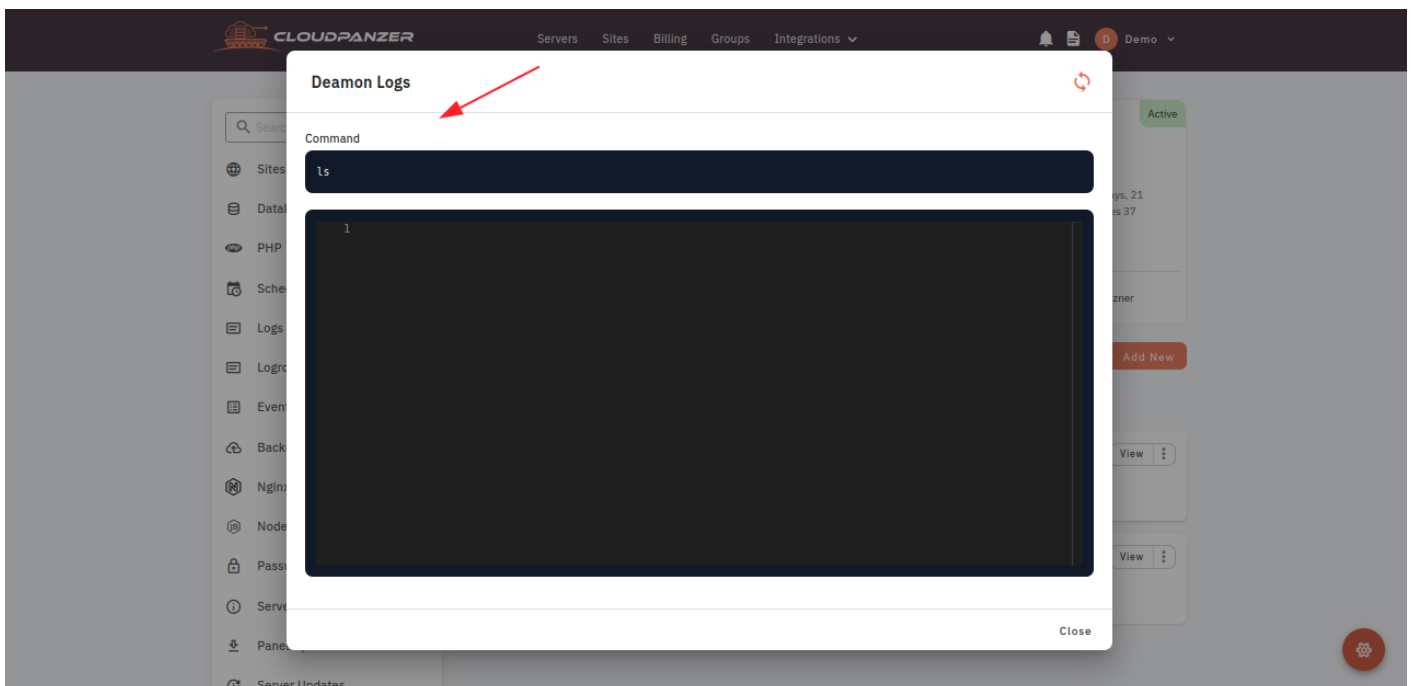 CLOUDPANZER
Servers Sites Billing Groups Integrations
D Demo
Deamon Logs
Active
Command
Sites
ls
PHP
1
Logs
Add New
View
View
Close
Server Updates